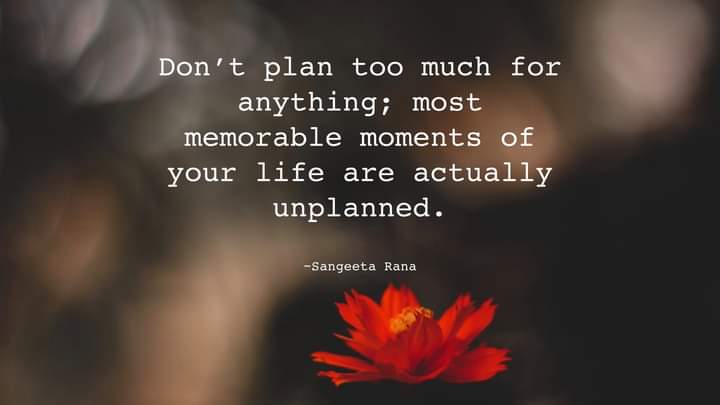 Don't plan too much for
anything; most
memorable moments of
your life are actually
unplanned.
-Sangeeta Rana